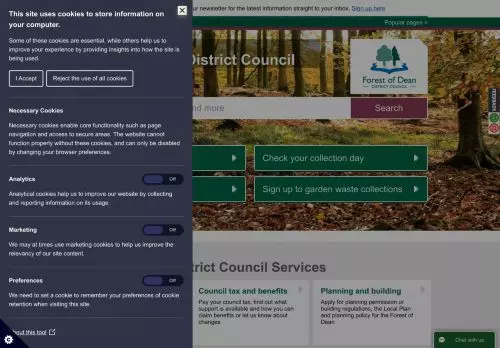 This site uses cookies to store information on
your computer.
Some of these cookies are essential, while others help us to
improve your experience by providing insights into how the site is
being used.
I Accept
Reject the use of all cookies
Necessary Cookies
Necessary cookies enable core functionality such as page
navigation and access to secure areas. The website cannot
function properly without these cookies, and can only be disabled
by changing your browser preferences.
Analytics
Off
Analytical cookies help us to improve our website by collecting
and reporting information on its usage.
Marketing
Off
We may at times use marketing cookies to help us improve the
relevancy of our site content.
Preferences
Off
We need to set a cookie to remember your preferences of cookie
retention when visiting this site.
About this tool
ur newsletter for the latest information straight to your inbox. Sign up here
Popular pages >
District Council
Forest of Dean
DISTRICT COUNCIL
nd more
Search
FEEDBACK
Check your collection day
Sign up to garden waste collections
trict Council Services
Council tax and benefits
Pay your council tax, find out what
support is available and how you can
claim benefits or let us know about
changes
Planning and building
Apply for planning permission or
building regulations, the Local Plan
and planning policy for the Forest of
Dean
Chat with us